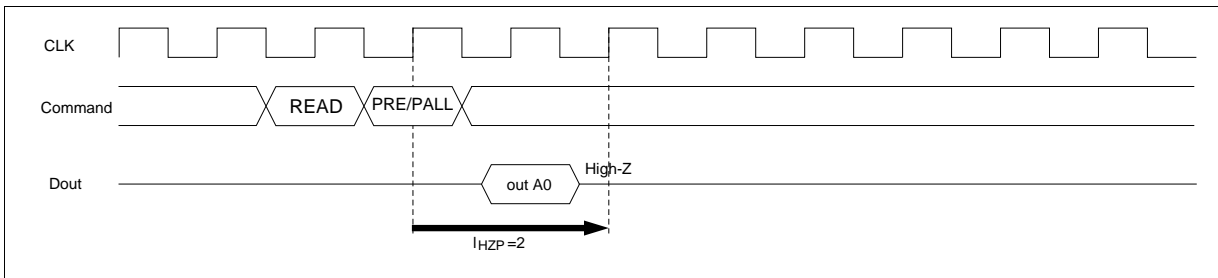 CLK
Command
READ
PRE/PALL
Dout
out A0
High-Z
lHZP=2